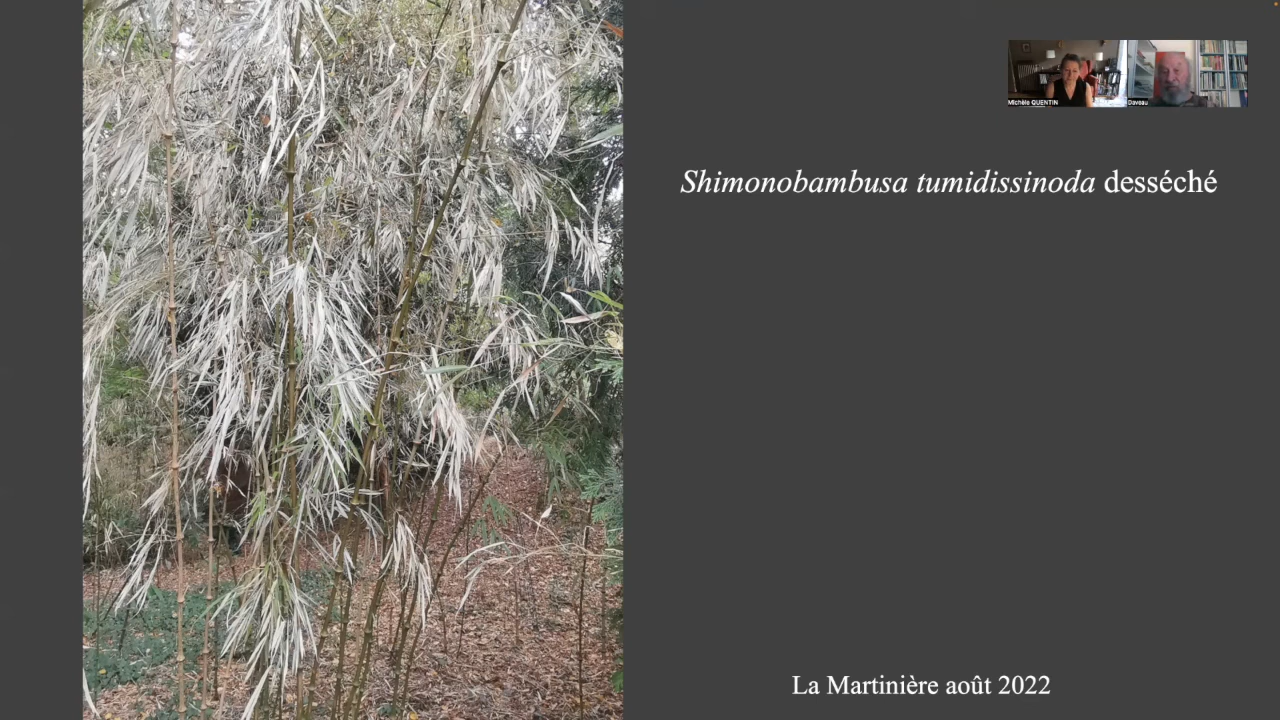 Michèle QUENTIN
Daveau
Shimonobambusa tumidissinoda desséché
La Martinière août 2022